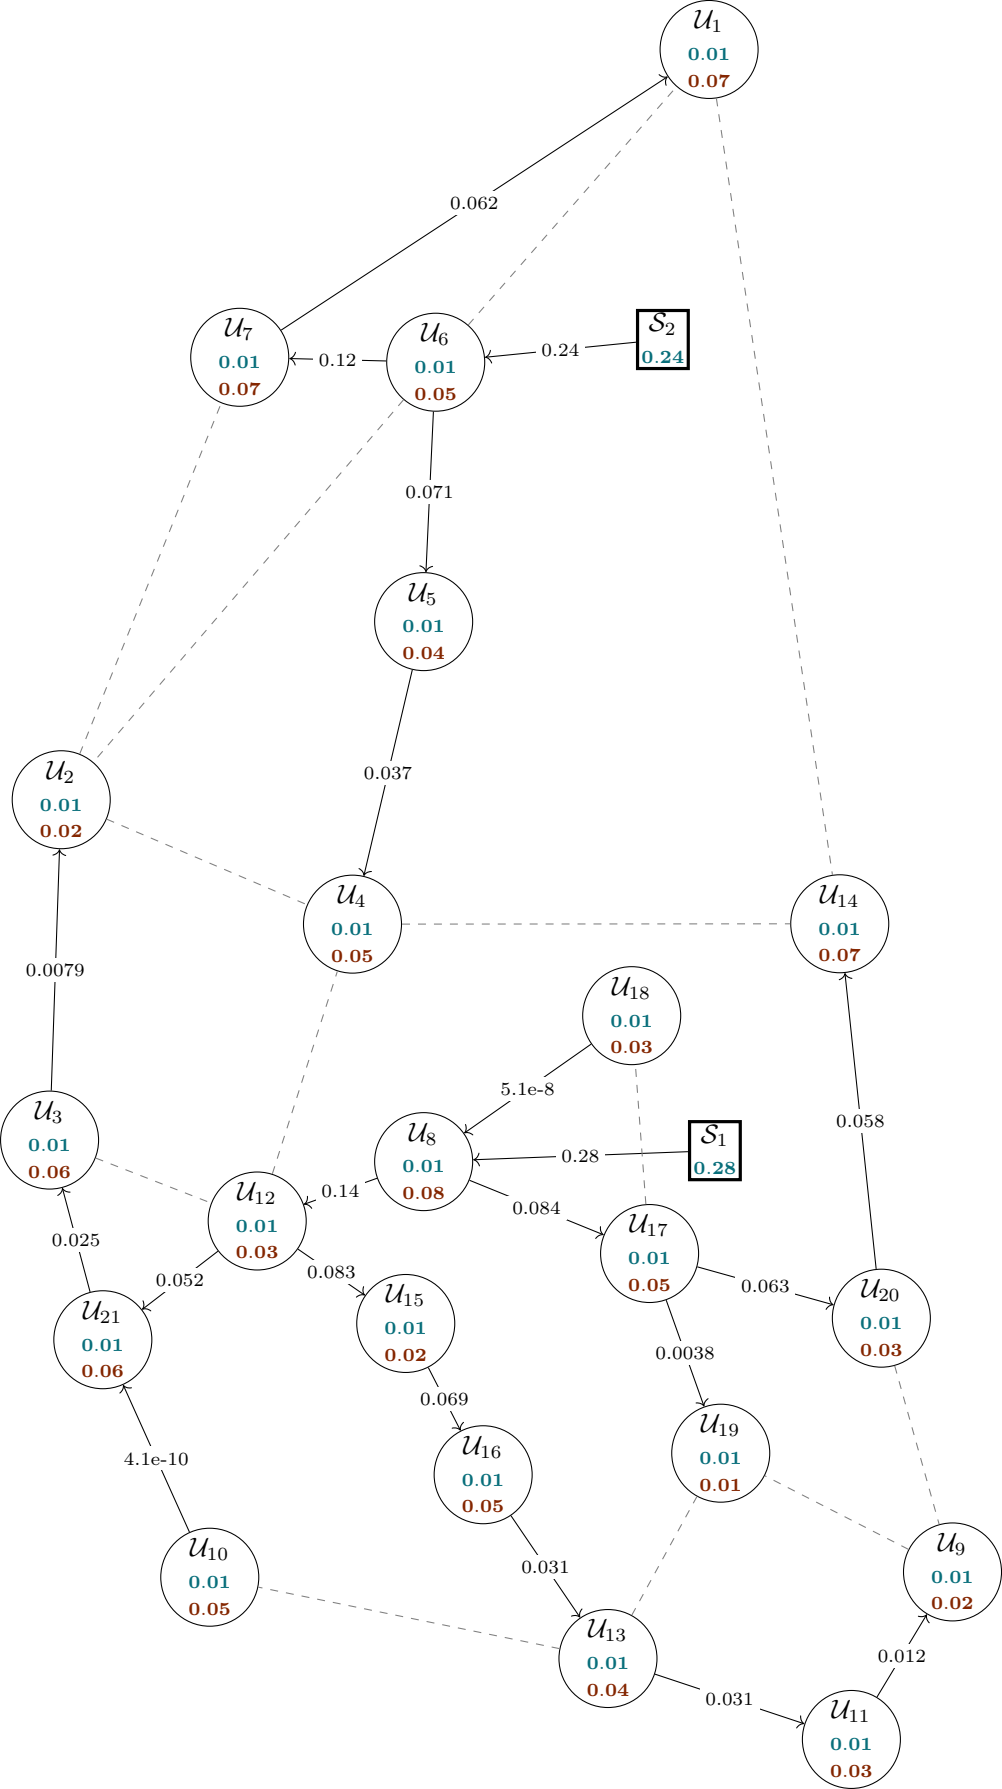 𝒰₁
0.01
0.07
0.062
𝒰₇
0.01
0.07
0.12
𝒰₆
0.01
0.05
0.24
𝒮₂
0.24
0.071
𝒰₅
0.01
0.04
0.037
𝒰₂
0.01
0.02
𝒰₄
0.01
0.05
𝒰₁₄
0.01
0.07
0.0079
𝒰₁₈
0.01
0.03
5.1e-8
0.058
𝒰₃
0.01
0.06
𝒰₈
0.01
0.08
0.28
𝒮₁
0.28
𝒰₁₂
0.01
0.03
0.14
0.084
𝒰₁₇
0.01
0.05
0.025
0.052
0.083
0.063
𝒰₂₁
0.01
0.06
𝒰₁₅
0.01
0.02
𝒰₂₀
0.01
0.03
0.0038
0.069
𝒰₁₉
0.01
0.01
4.1e-10
𝒰₁₆
0.01
0.05
𝒰₁₀
0.01
0.05
0.031
𝒰₉
0.01
0.02
𝒰₁₃
0.01
0.04
0.012
0.031
𝒰₁₁
0.01
0.03